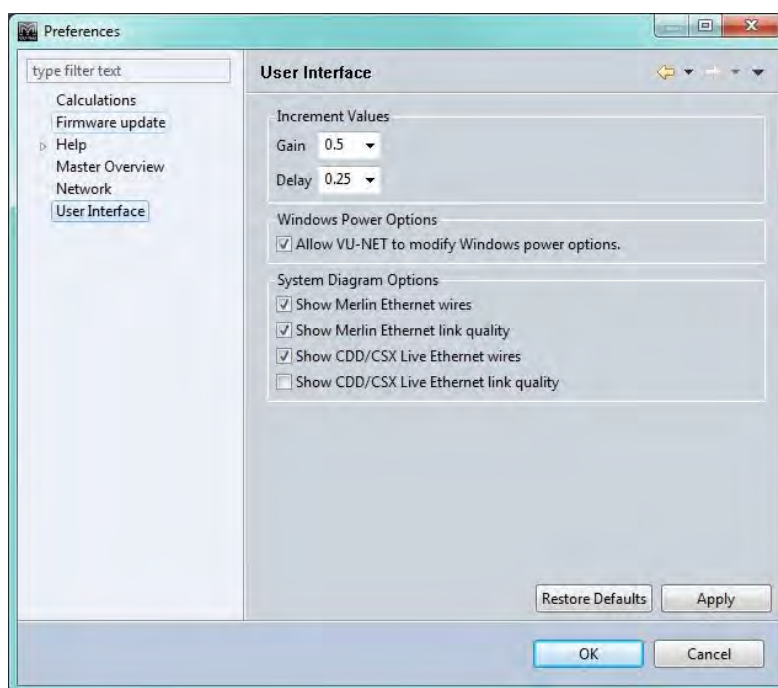 Preferences
type filter text
Calculations
Firmware update
Help
Master Overview
Network
User Interface
User Interface
Increment Values
Gain 0.5
Delay 0.25
Windows Power Options
Allow VU-NET to modify Windows power options.
System Diagram Options
Show Merlin Ethernet wires
Show Merlin Ethernet link quality
Show CDD/CSX Live Ethernet wires
Show CDD/CSX Live Ethernet link quality
Restore Defaults Apply
OK Cancel